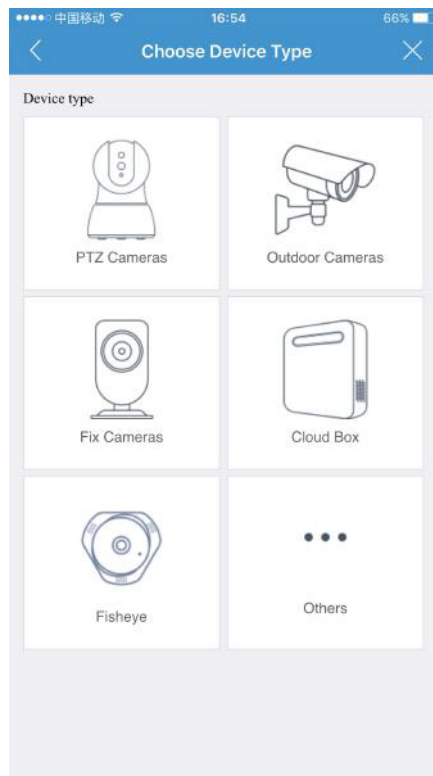 中国移动 16:54 66%
Choose Device Type
Device type
PTZ Cameras Outdoor Cameras
Fix Cameras Cloud Box
Fisheye Others